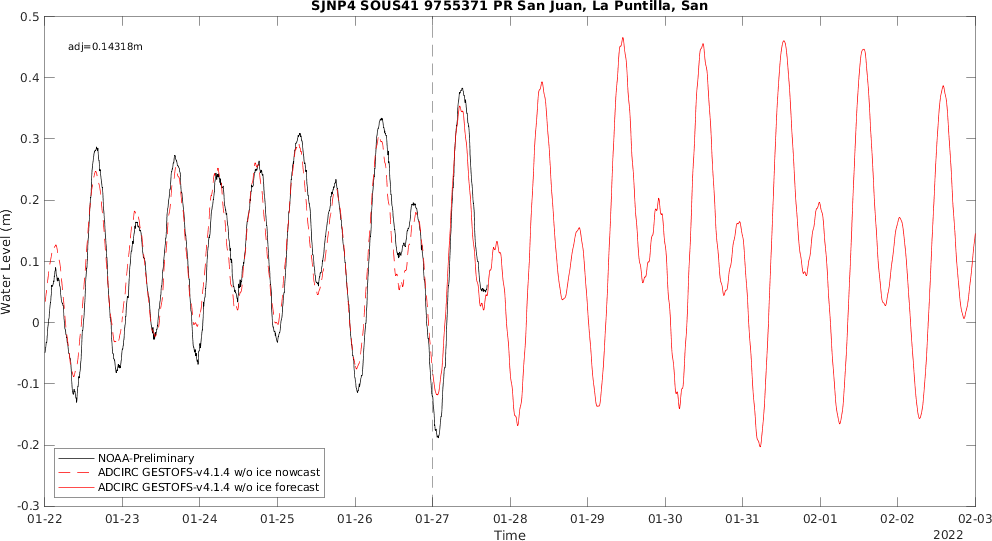 SJNP4 SOUS41 9755371 PR San Juan, La Puntilla, San
adj=0.14318m
Water Level (m)
0.5
0.4
0.3
0.2
0.1
0
-0.1
-0.2
-0.3
NOAA-Preliminary
ADCIRC GESTOFS-v4.1.4 w/o ice nowcast
ADCIRC GESTOFS-v4.1.4 w/o ice forecast
01-22 01-23 01-24 01-25 01-26 01-27 01-28 01-29 01-30 01-31 02-01 02-02 02-03
Time
2022